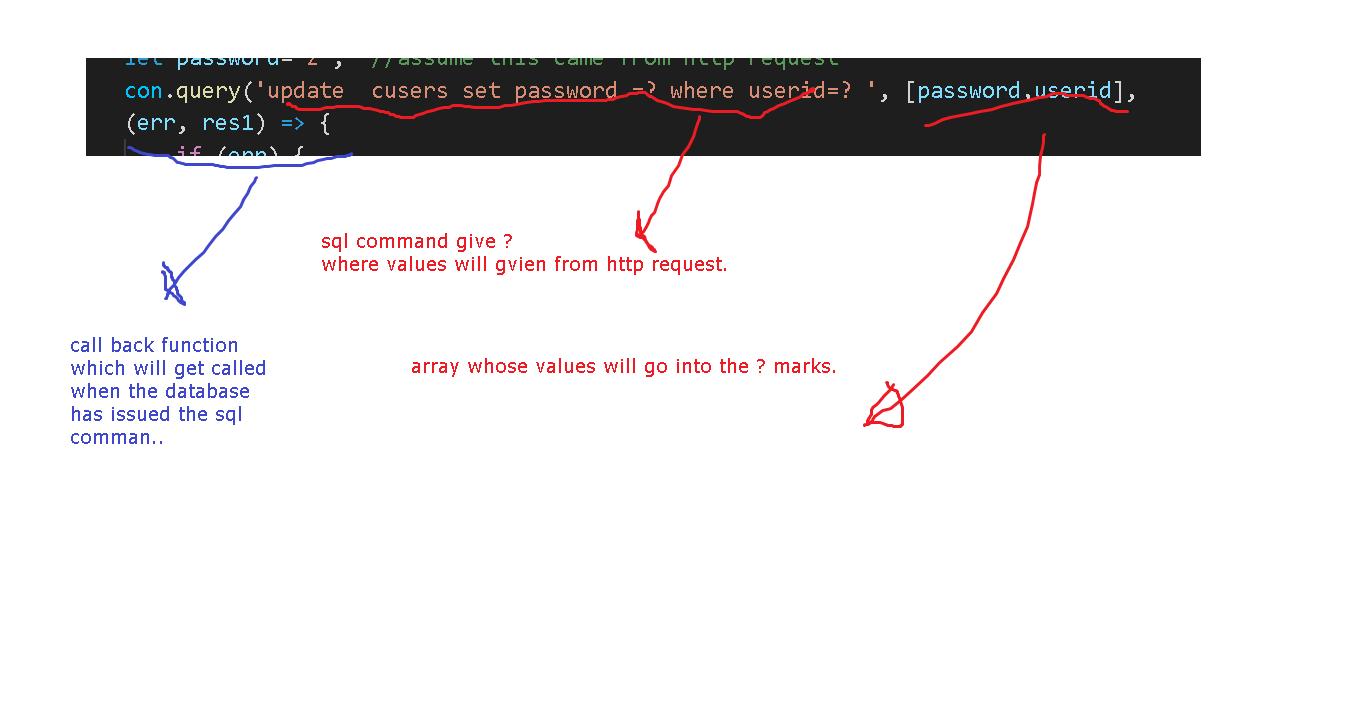 let password='z', //assume this came from http request
con.query('update  cusers set password =? where userid=? ', [password,userid],
(err, res1) => {
if (err) {
sql command give ?
where values will gvien from http request.
call back function
which will get called
when the database
has issued the sql
comman..
array whose values will go into the ? marks.